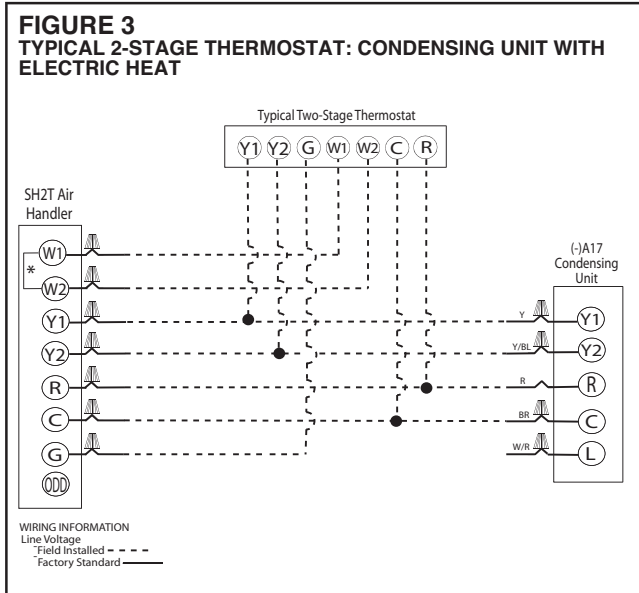 FIGURE 3
TYPICAL 2-STAGE THERMOSTAT: CONDENSING UNIT WITH
ELECTRIC HEAT
Typical Two-Stage Thermostat
Y1 Y2 G W1 W2 C R
SH2T Air
Handler
W1
*
W2
Y1
Y2
R
C
G
ODD
(-)A17
Condensing
Unit
Y Y1
Y/BL Y2
R R
BR C
W/R L
WIRING INFORMATION
Line Voltage
-Field Installed
-Factory Standard